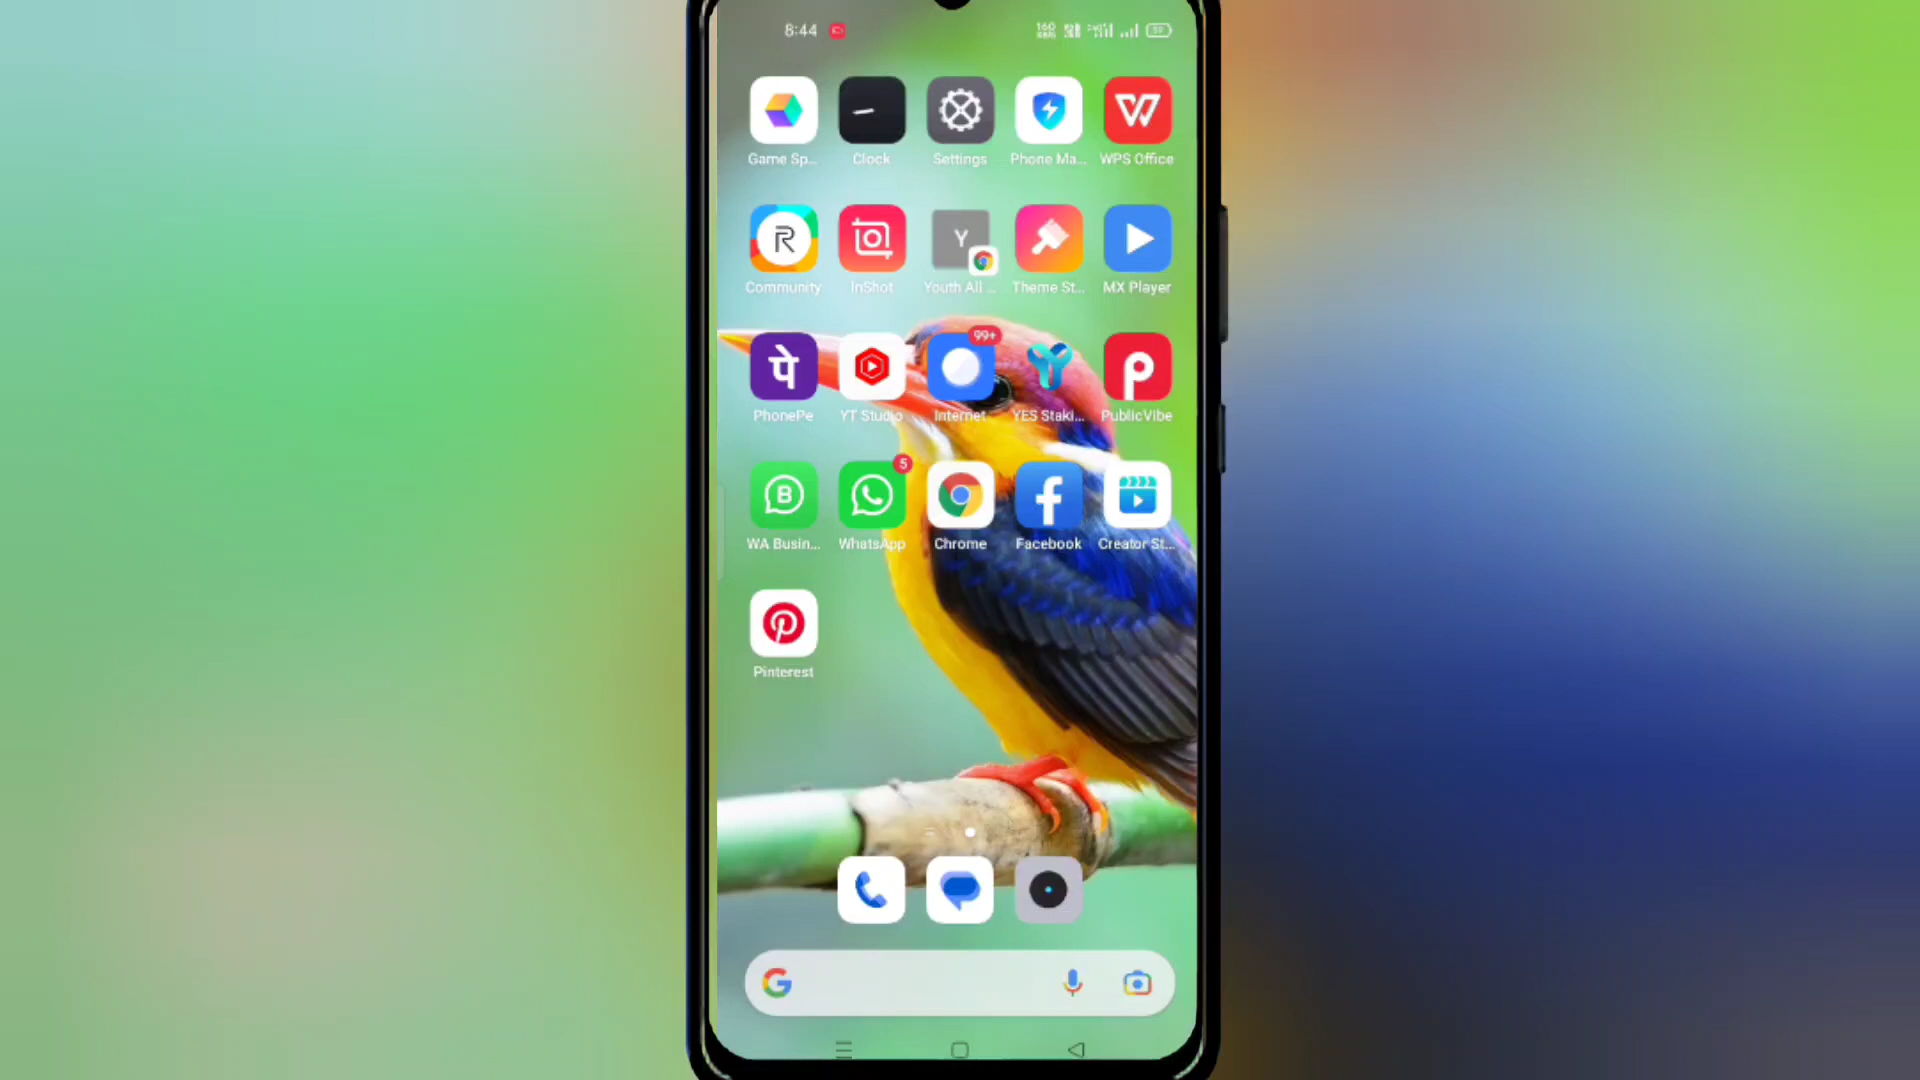 8:44
Game Sp... Clock Settings Phone Ma... WPS Office
Y
Community InShot Youth All ... Theme St... MX Player
99+
पे
PhonePe YT Studio Internet YES Staki... PublicVibe
5
B
WA Busin... WhatsApp Chrome Facebook Creator St...
Pinterest